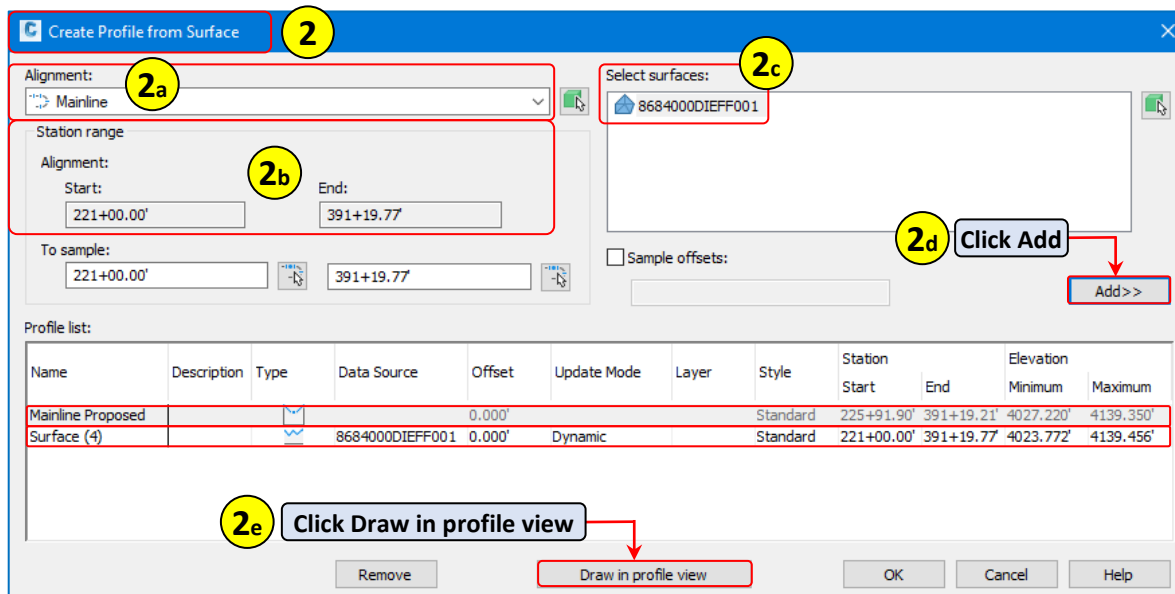 C Create Profile from Surface 2
Alignment: 2a
Mainline
Station range
Alignment: 2b
Start: End:
221+00.00' 391+19.77'
To sample:
221+00.00' 391+19.77'
Select surfaces: 2c
8684000DIEFF001
2d Click Add
Sample offsets:
Add>>
Profile list:
Name Description Type Data Source Offset Update Mode Layer Style Station Start End Elevation Minimum Maximum
Mainline Proposed 0.000' Standard 225+91.90' 391+19.21' 4027.220' 4139.350'
Surface (4) 8684000DIEFF001 0.000' Dynamic Standard 221+00.00' 391+19.77' 4023.772' 4139.456'
2e Click Draw in profile view
Remove Draw in profile view OK Cancel Help